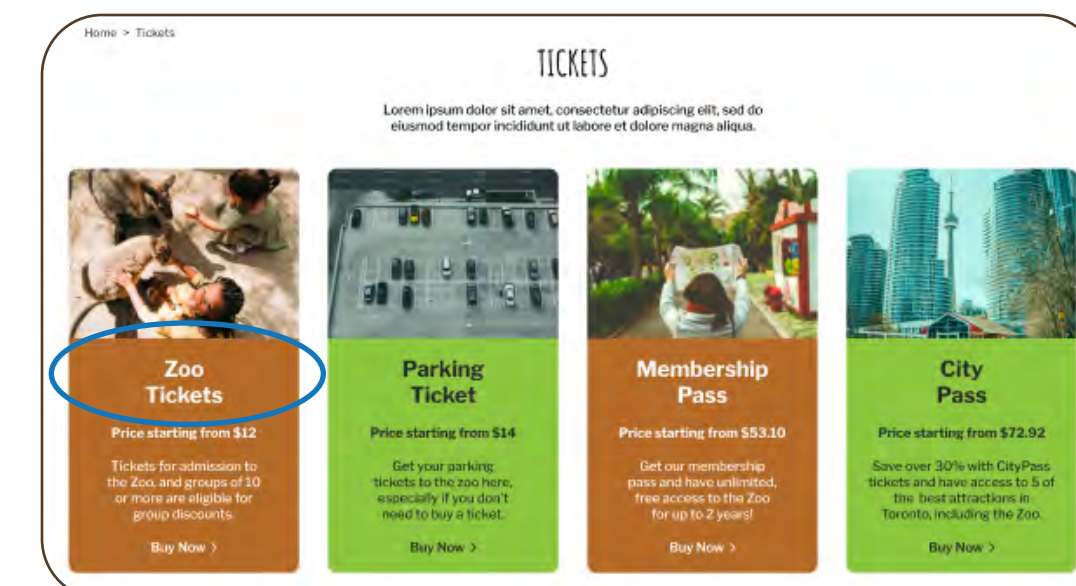 Home > Tickets
TICKETS
Lorem ipsum dolor sit amet, consectetur adipiscing elit, sed do
eiusmod tempor incididunt ut labore et dolore magna aliqua.
Zoo
Tickets
Price starting from $12
Tickets for admission to
the Zoo, and groups of 10
or more are eligible for
group discounts.
Buy Now >
Parking
Ticket
Price starting from $14
Get your parking
tickets to the zoo here,
especially if you don't
need to buy a ticket.
Buy Now >
Membership
Pass
Price starting from $53.10
Get our membership
pass and have unlimited,
free access to the Zoo
for up to 2 years!
Buy Now >
City
Pass
Price starting from $72.92
Save over 30% with CityPass
tickets and have access to 5 of
the best attractions in
Toronto, including the Zoo.
Buy Now >